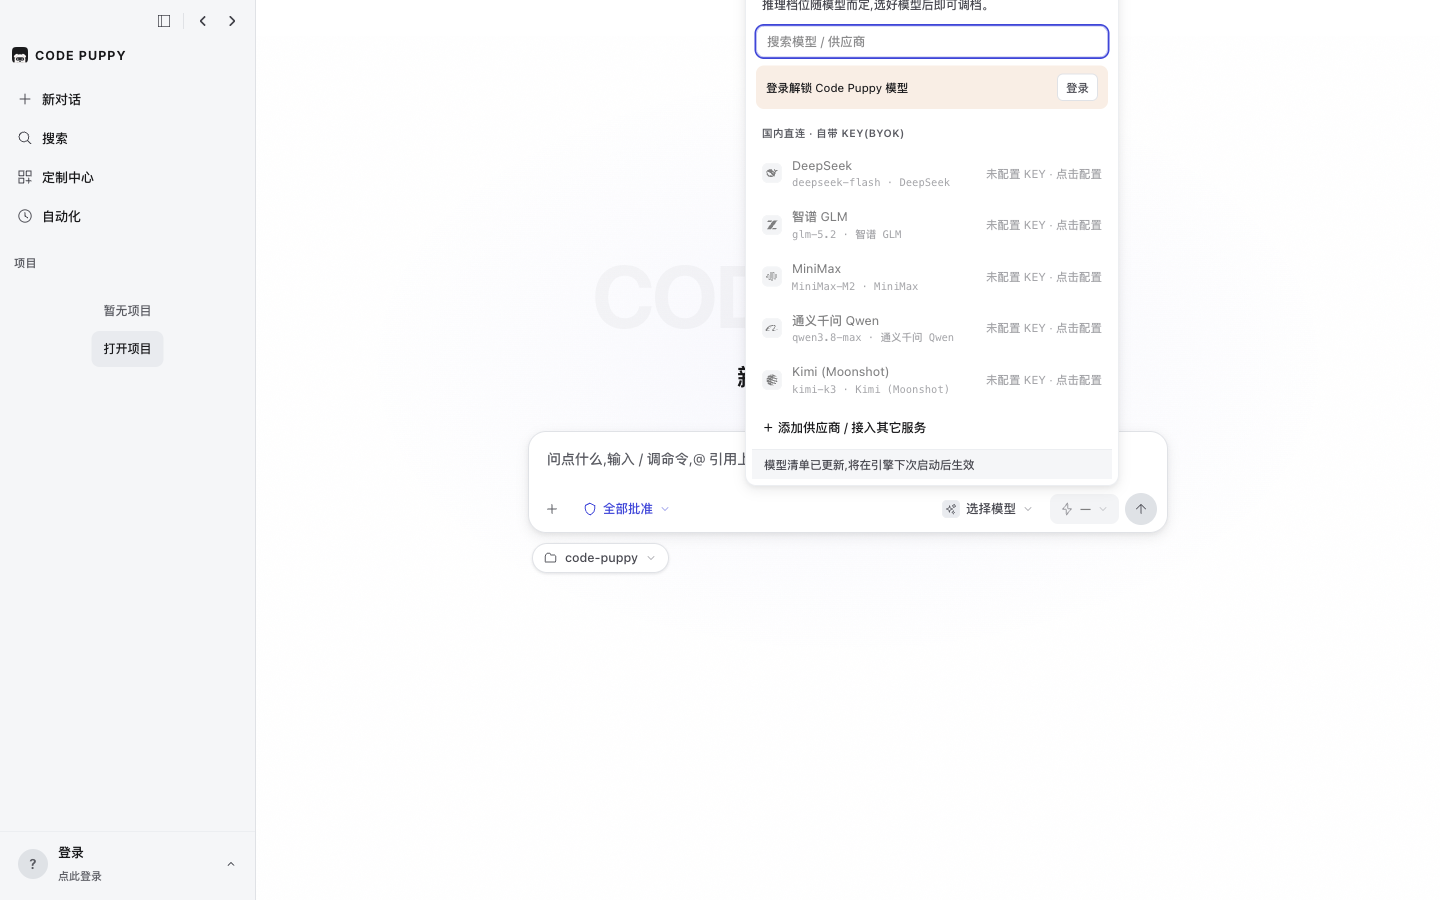 CODE PUPPY
新对话
搜索
定制中心
自动化
项目
暂无项目
打开项目
?
登录
点此登录
推理档位随模型而定,选好模型后即可调档。
搜索模型 / 供应商
登录解锁 Code Puppy 模型
登录
国内直连 · 自带 KEY(BYOK)
DeepSeek
deepseek-flash · DeepSeek
未配置 KEY · 点击配置
智谱 GLM
glm-5.2 · 智谱 GLM
未配置 KEY · 点击配置
MiniMax
MiniMax-M2 · MiniMax
未配置 KEY · 点击配置
通义千问 Qwen
qwen3.8-max · 通义千问 Qwen
未配置 KEY · 点击配置
Kimi (Moonshot)
kimi-k3 · Kimi (Moonshot)
未配置 KEY · 点击配置
+ 添加供应商 / 接入其它服务
模型清单已更新,将在引擎下次启动后生效
COD
问点什么,输入 / 调命令,@ 引用上
全部批准
选择模型
—
code-puppy